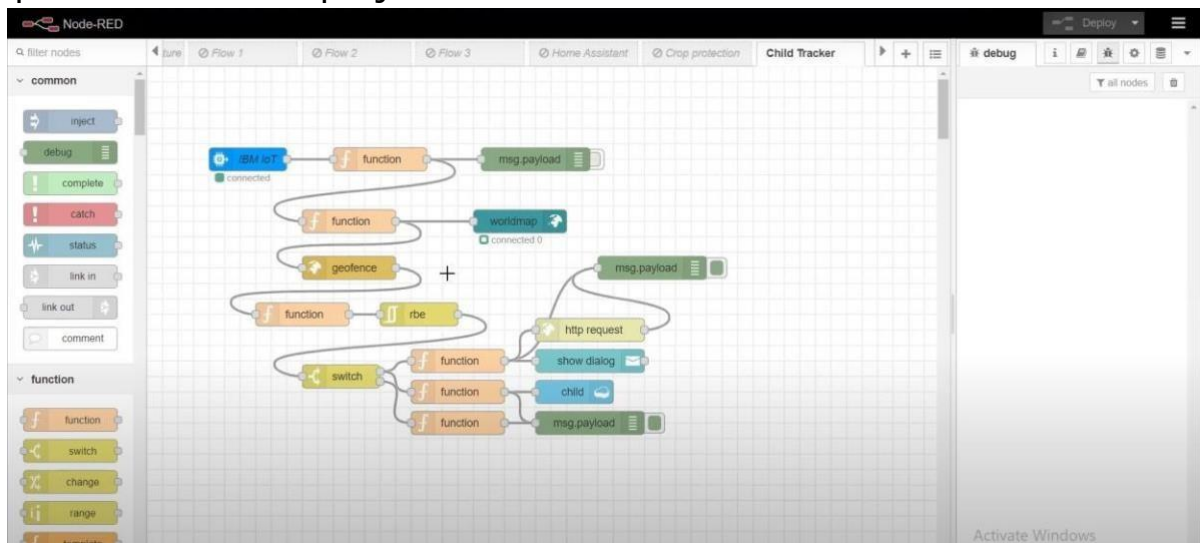 Node-RED
Deploy
filter nodes
ture
Flow 1
Flow 2
Flow 3
Home Assistant
Crop protection
Child Tracker
debug
i
all nodes
common
inject
debug
complete
catch
status
link in
link out
comment
function
function
switch
change
range
template
IBM IoT
connected
function
msg.payload
function
worldmap
connected 0
geofence
msg.payload
function
rbe
http request
switch
function
show dialog
function
child
function
msg.payload
Activate Windows